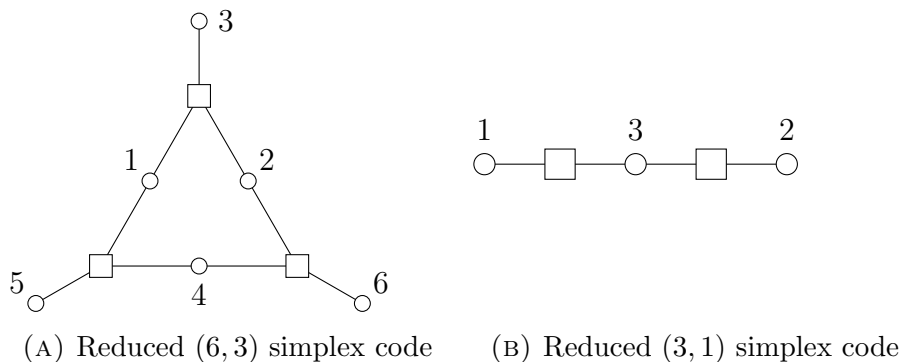 3
1 2
1 3 2
5 4 6
(A) Reduced (6, 3) simplex code
(B) Reduced (3, 1) simplex code